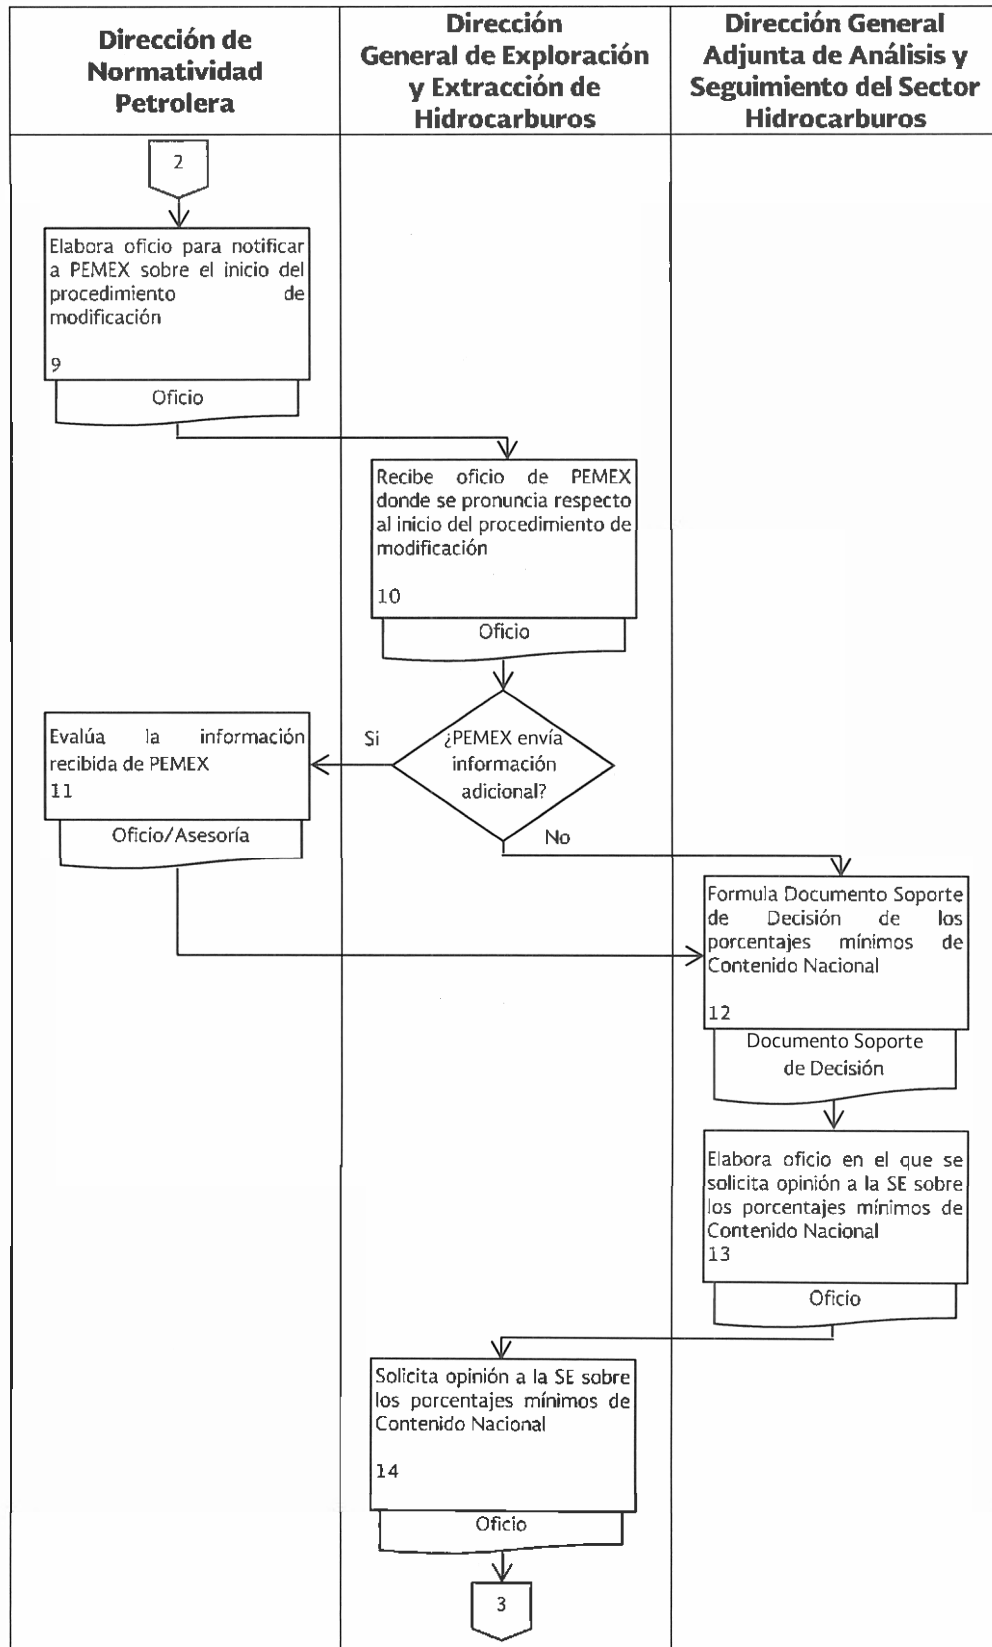 Dirección de
Normatividad
Petrolera
Dirección
General de Exploración
y Extracción de
Hidrocarburos
Dirección General
Adjunta de Análisis y
Seguimiento del Sector
Hidrocarburos
2
Elabora oficio para notificar
a PEMEX sobre el inicio del
procedimiento de
modificación
9
Oficio
Recibe oficio de PEMEX
donde se pronuncia respecto
al inicio del procedimiento de
modificación
10
Oficio
¿PEMEX envía
información
adicional?
Si
No
Evalúa la información
recibida de PEMEX
11
Oficio/Asesoría
Formula Documento Soporte
de Decisión de los
porcentajes mínimos de
Contenido Nacional
12
Documento Soporte
de Decisión
Elabora oficio en el que se
solicita opinión a la SE sobre
los porcentajes mínimos de
Contenido Nacional
13
Oficio
Solicita opinión a la SE sobre
los porcentajes mínimos de
Contenido Nacional
14
Oficio
3